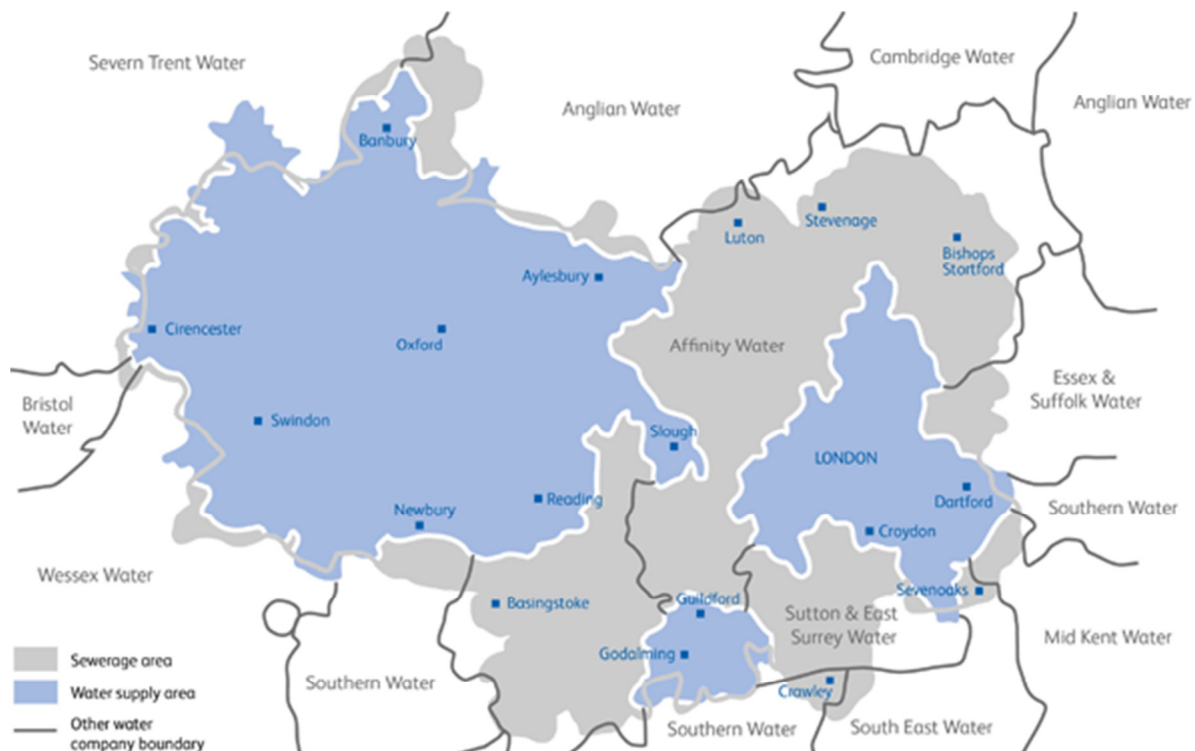 Severn Trent Water
Cambridge Water
Anglian Water
Anglian Water
Banbury
Stevenage
Luton
Bishops
Stortford
Aylesbury
Cirencester
Oxford
Affinity Water
Essex &
Suffolk Water
Bristol
Water
Swindon
Slough
LONDON
Reading
Dartford
Newbury
Southern Water
Croydon
Wessex Water
Sevenoaks
Basingstoke
Guildford
Sutton & East
Surrey Water
Mid Kent Water
Godalming
Sewerage area
Southern Water
Crawley
Water supply area
Southern Water
South East Water
Other water
company boundary